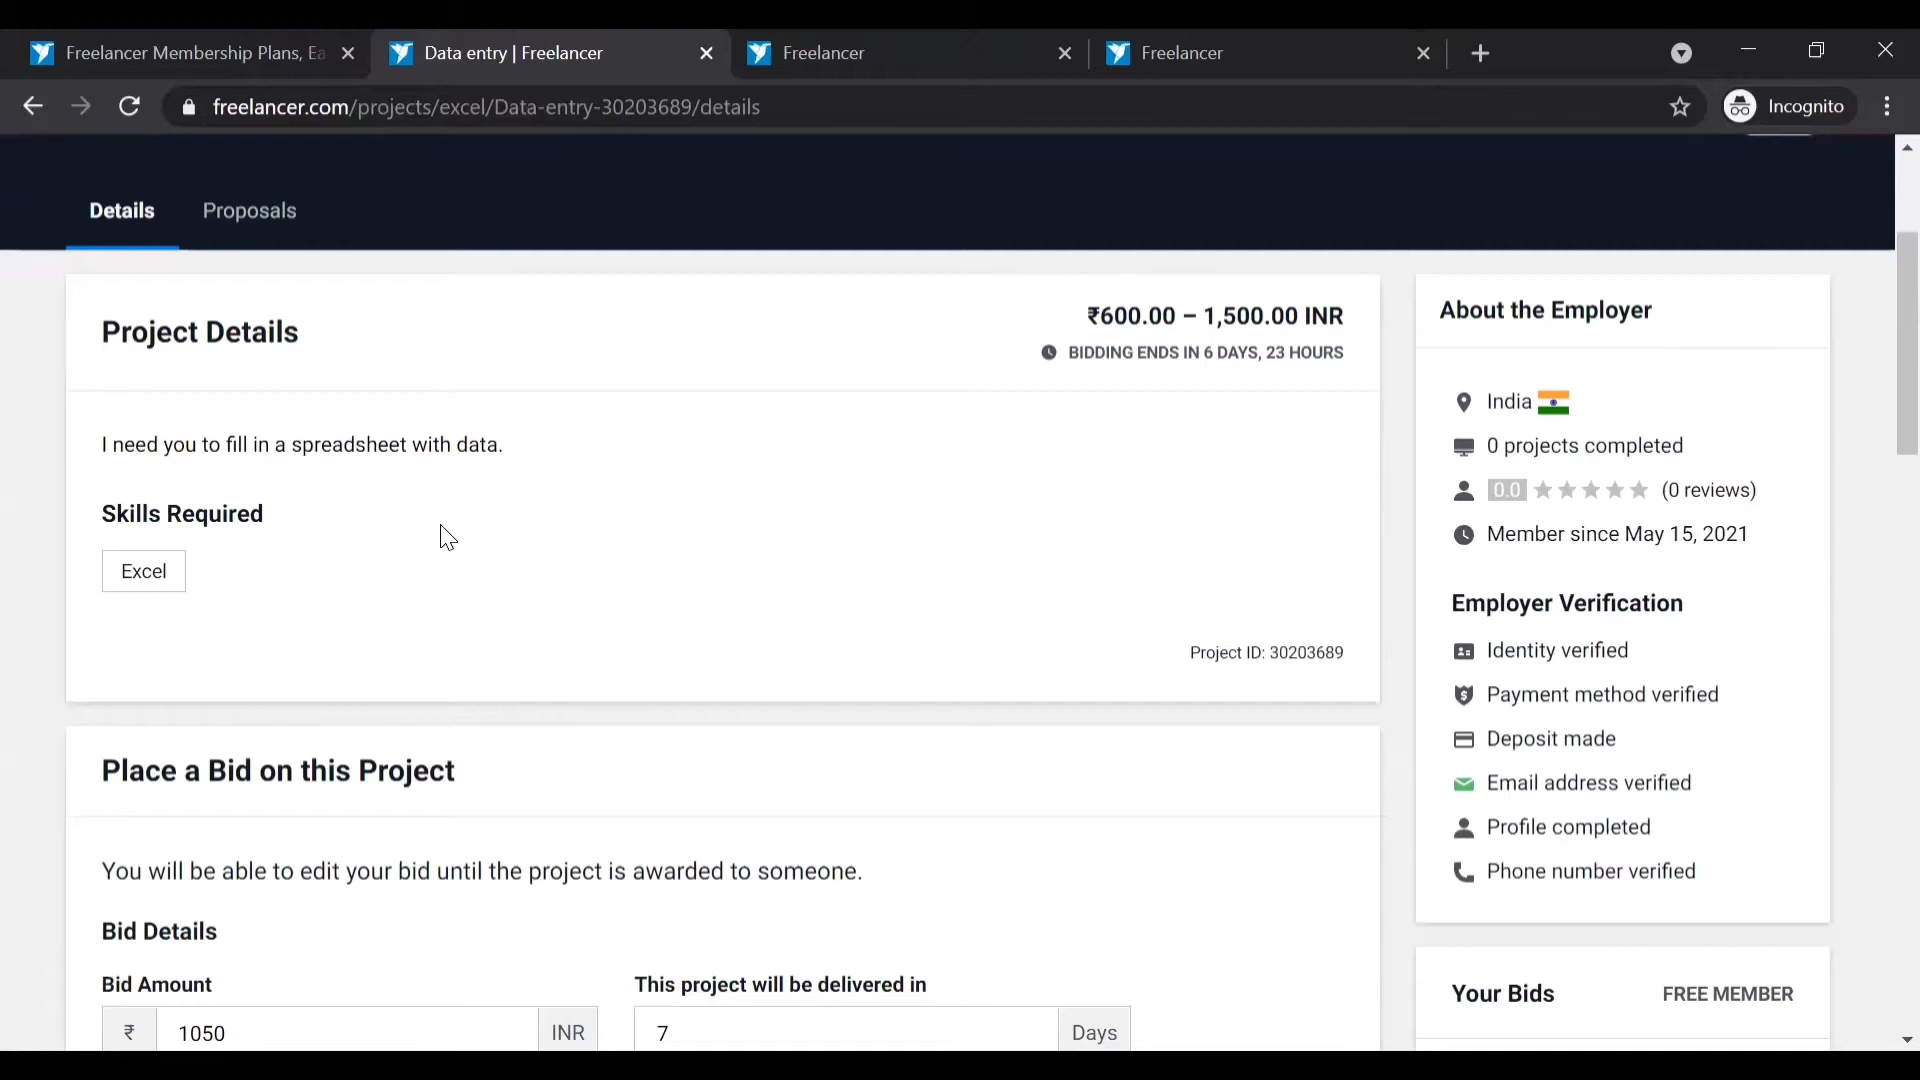 Freelancer Membership Plans, Ea
Data entry | Freelancer
Freelancer
Freelancer
freelancer.com/projects/excel/Data-entry-30203689/details
Incognito
Details
Proposals
Project Details
₹600.00 – 1,500.00 INR
BIDDING ENDS IN 6 DAYS, 23 HOURS
I need you to fill in a spreadsheet with data.
Skills Required
Excel
Project ID: 30203689
Place a Bid on this Project
You will be able to edit your bid until the project is awarded to someone.
Bid Details
Bid Amount
This project will be delivered in
₹ 1050 INR
7 Days
About the Employer
India
0 projects completed
0.0 (0 reviews)
Member since May 15, 2021
Employer Verification
Identity verified
Payment method verified
Deposit made
Email address verified
Profile completed
Phone number verified
Your Bids
FREE MEMBER